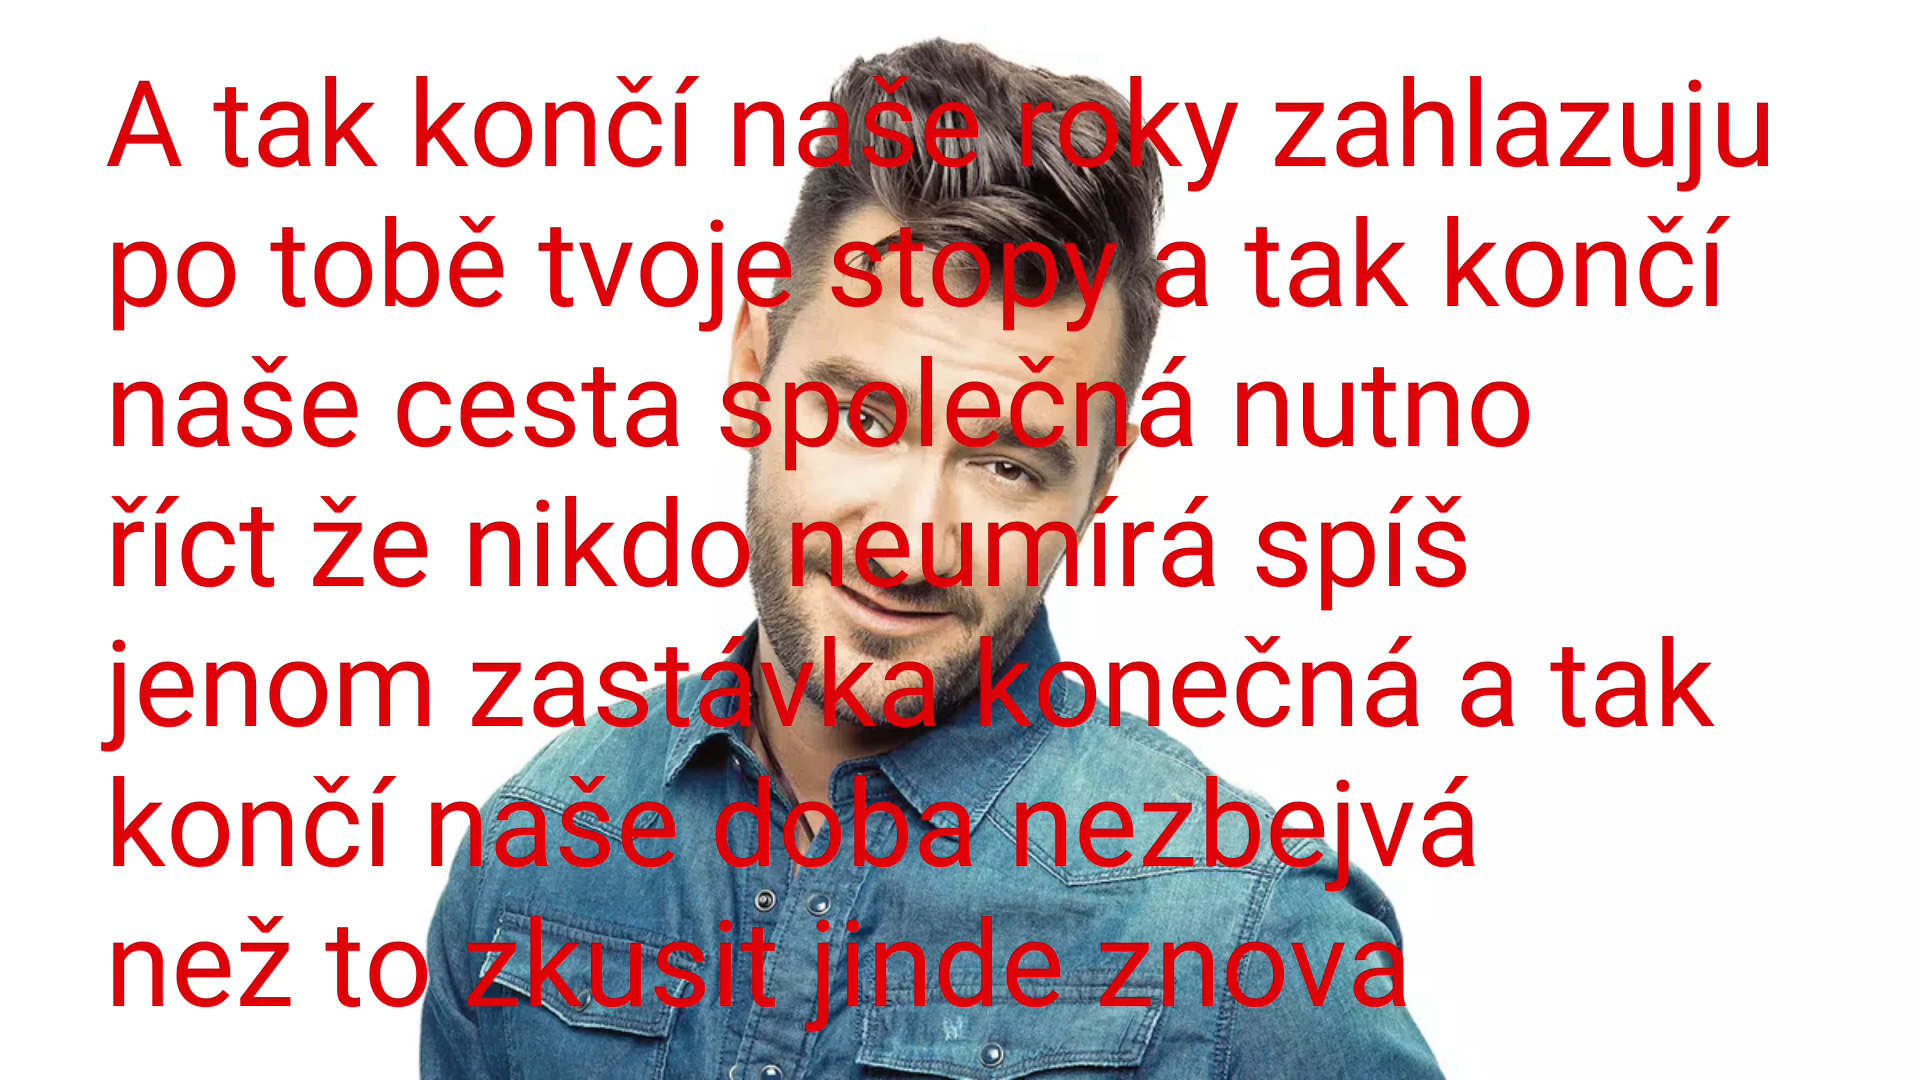 A tak končí naše roky zahlazuju
po tobě tvoje stopy a tak končí
naše cesta společná nutno
říct že nikdo neumírá spíš
jenom zastávka konečná a tak
končí naše doba nezbejvá
než to zkusit jinde znova